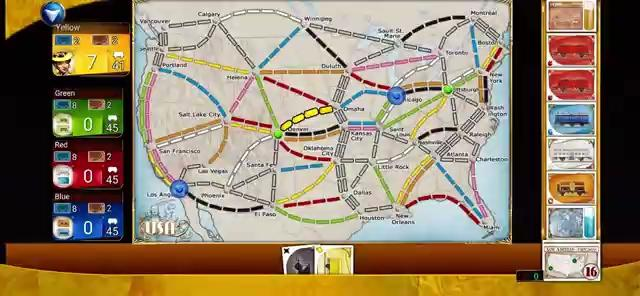 Yellow
2
2
7
41
Green
8
2
0
45
Red
8
2
0
45
Blue
8
2
0
45
Vancouver
Calgary
Winnipeg
Sault St. Marie
Montréal
Seattle
Portland
Helena
Duluth
Toronto
Boston
New York
Omaha
Chicago
Pittsburgh
Salt Lake City
Denver
Kansas City
Saint Louis
Washington
Raleigh
San Francisco
Las Vegas
Santa Fe
Oklahoma City
Nashville
Atlanta
Charleston
Little Rock
Los Ang
Phoenix
El Paso
Dallas
Houston
New Orleans
Miami
USA
0
16